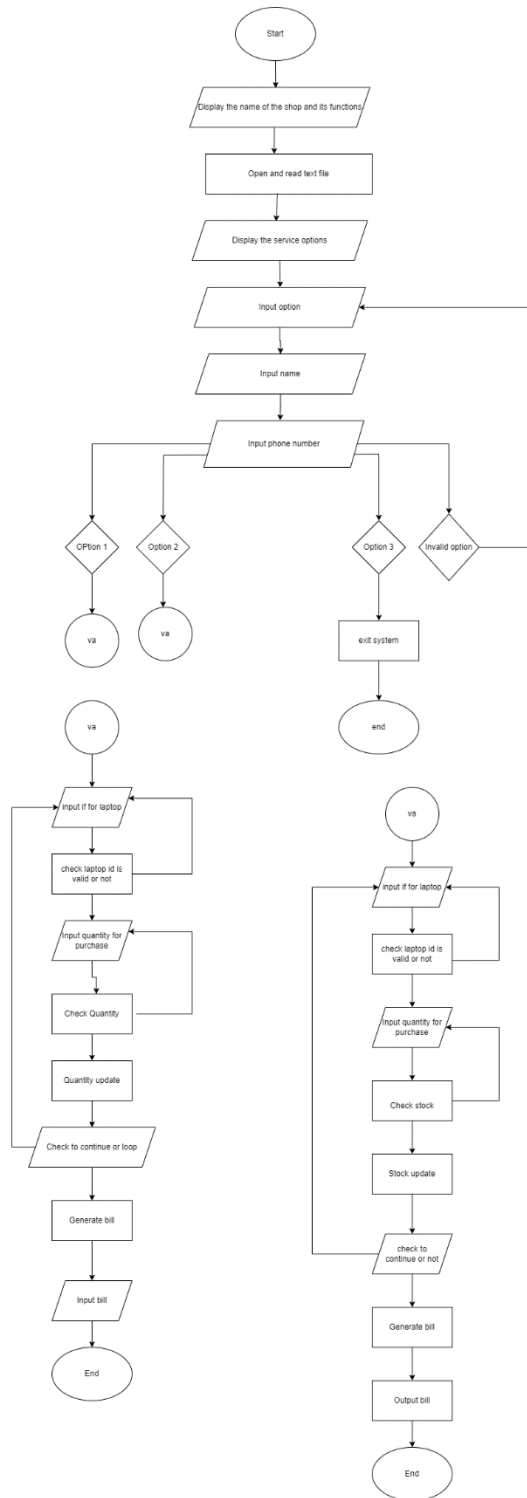 Start
Display the name of the shop and its functions
Open and read text file
Display the service options
Input option
Input name
Input phone number
OPtion 1
Option 2
Option 3
Invalid option
va
va
exit system
end
va
input if for laptop
check laptop id is
valid or not
Input quantity for
purchase
Check Quantity
Quantity update
Check to continue or loop
Generate bill
Input bill
End
va
input if for laptop
check laptop id is
valid or not
Input quantity for
purchase
Check stock
Stock update
check to
continue or not
Generate bill
Output bill
End